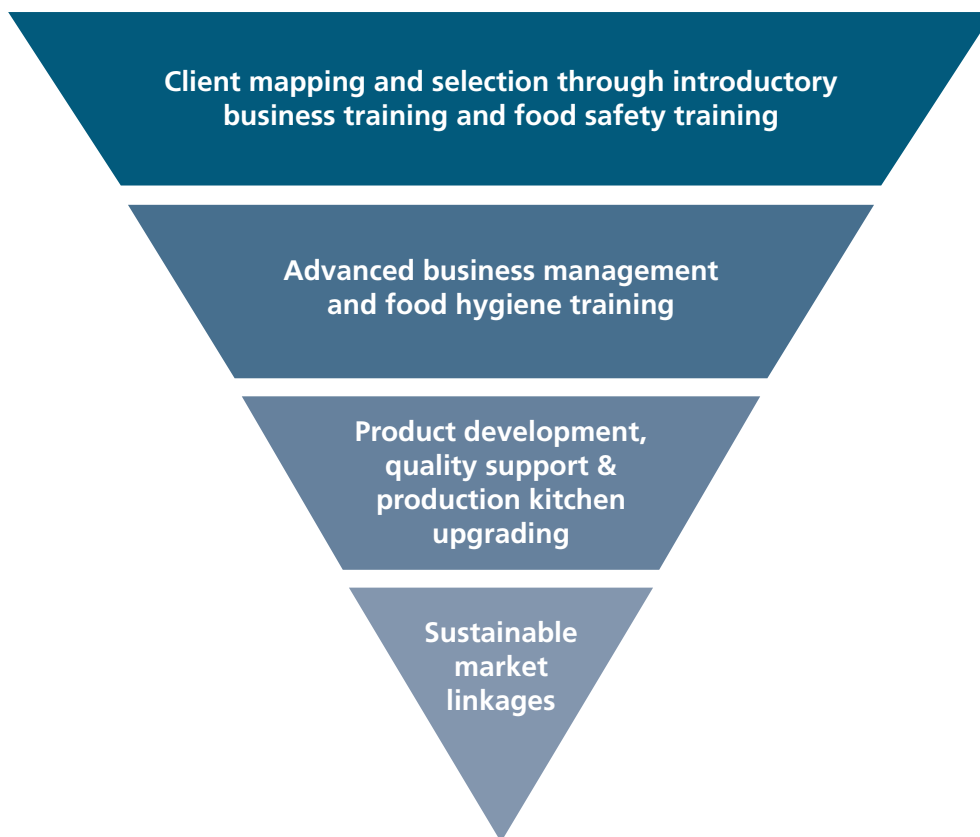 Client mapping and selection through introductory
business training and food safety training
Advanced business management
and food hygiene training
Product development,
quality support &
production kitchen
upgrading
Sustainable
market
linkages